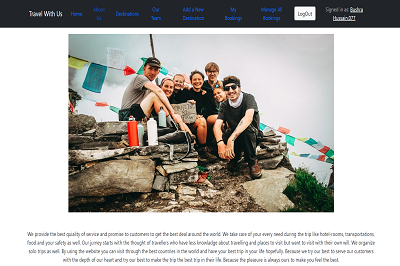 Travel With Us
Home
About Us
Destinations
Our Team
Add a New Destination
My Bookings
Manage All Bookings
LogOut
Signed in as: Bushra Hussain 077
We provide the best quality of service and promise to customers to get the best deal around the world. We take care of your every need during the trip like hotel rooms, transportations,
food and your safety as well. Our jurney starts with the thought of travellers who have less knowledge about traveling and places to visit but want to visit with their own will. We organize
solo trips as well. By using the website you can visit through the best countries in the world and have your best trip in your life hopefully. Because we try our best to serve our customers
with the depth of our heart and try our best to make the trip the best trip in their life. Because the pleasure is always ours to make you feel the best.